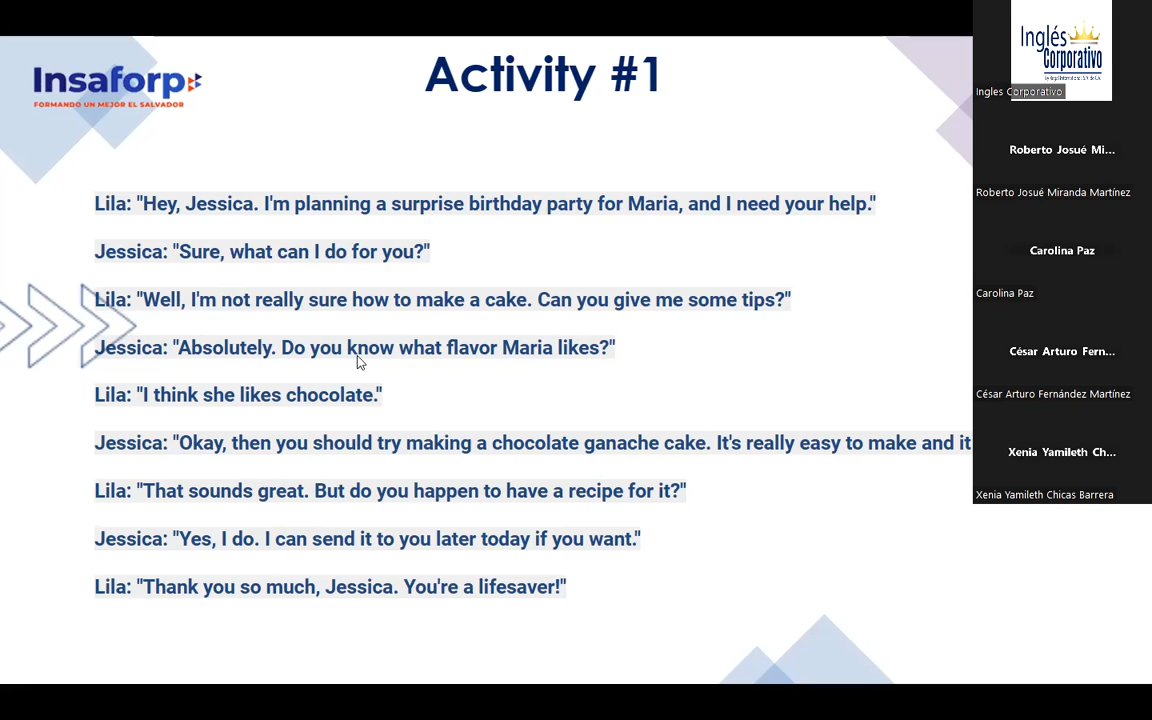 Activity #1
Insaforp
FORMANDO UN MEJOR EL SALVADOR
Lila: "Hey, Jessica. I'm planning a surprise birthday party for Maria, and I need your help."
Jessica: "Sure, what can I do for you?"
Lila: "Well, I'm not really sure how to make a cake. Can you give me some tips?"
Jessica: "Absolutely. Do you know what flavor Maria likes?"
Lila: "I think she likes chocolate."
Jessica: "Okay, then you should try making a chocolate ganache cake. It's really easy to make and it
Lila: "That sounds great. But do you happen to have a recipe for it?"
Jessica: "Yes, I do. I can send it to you later today if you want."
Lila: "Thank you so much, Jessica. You're a lifesaver!"
Inglés
Corporativo
Ingles Corporativo
Roberto Josué Mi...
Roberto Josué Miranda Martínez
Carolina Paz
Carolina Paz
César Arturo Fern...
César Arturo Fernández Martínez
Xenia Yamileth Ch...
Xenia Yamileth Chicas Barrera